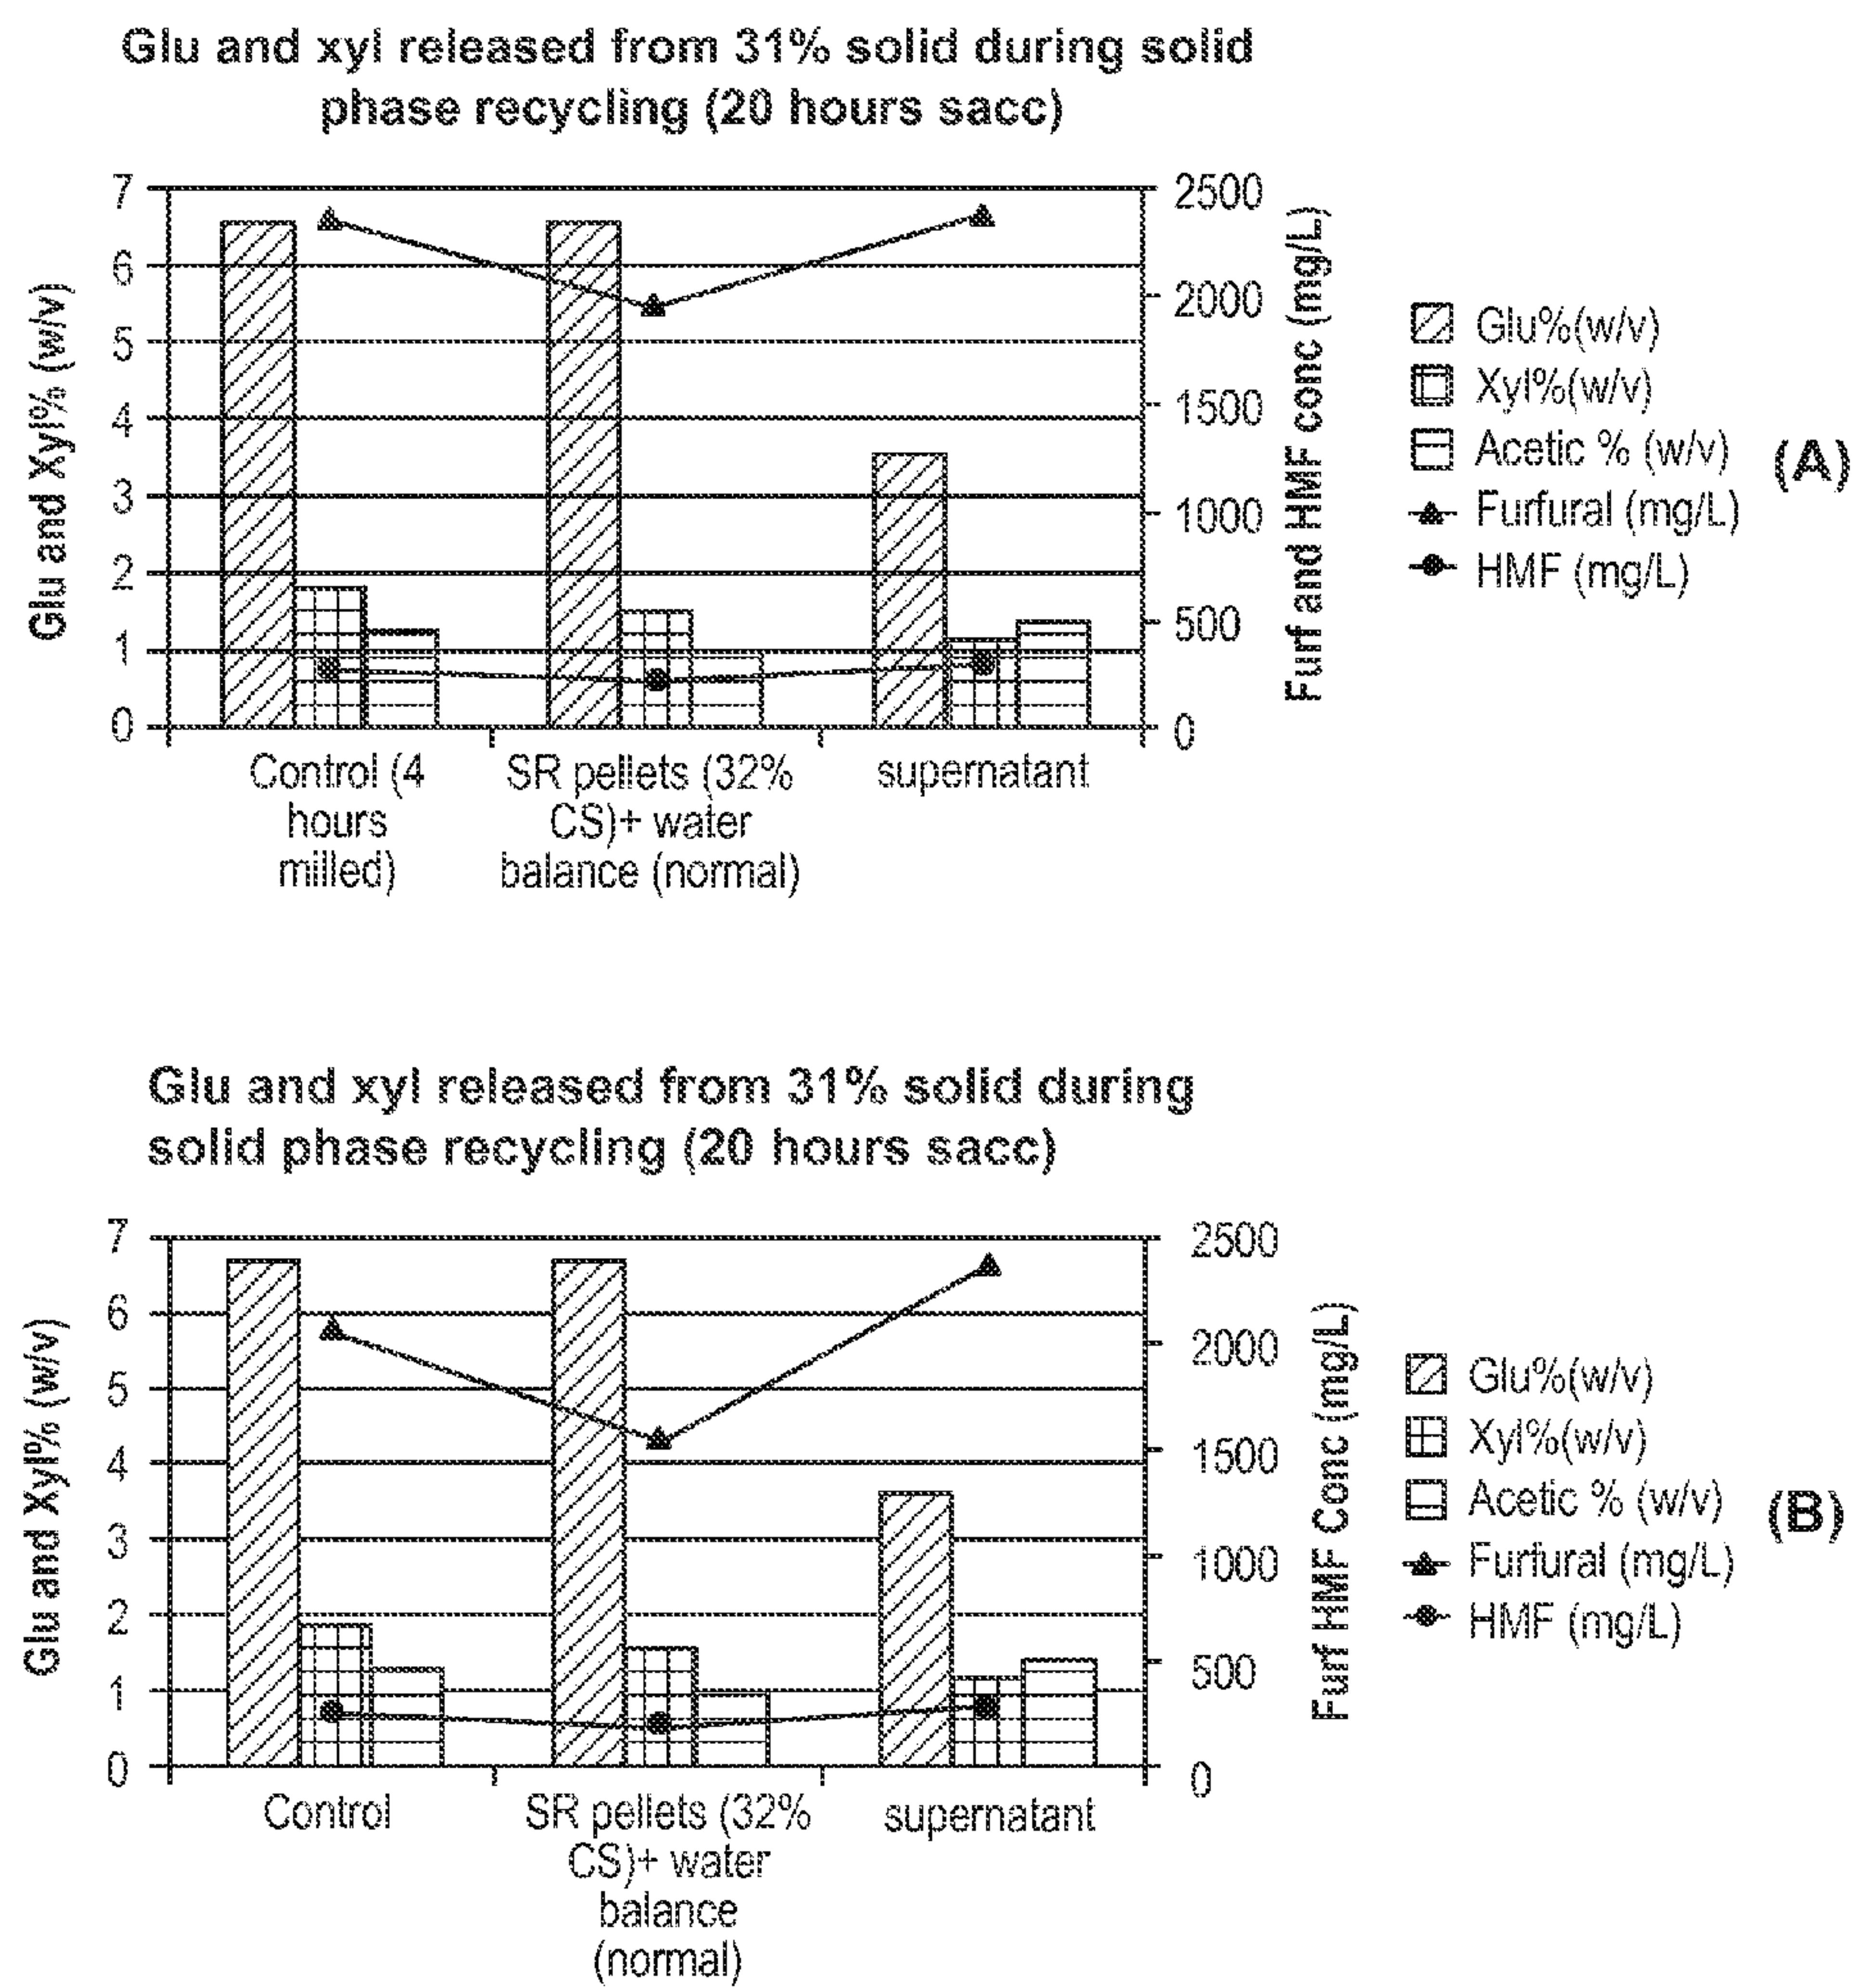 Glu and xyl released from 31% solid during solid
phase recycling (20 hours sacc)
7
6
5
4
3
2
1
0
Glu and Xyl% (w/v)
2500
2000
1500
1000
500
0
Furf and HMF conc (mg/L)
Control (4
hours
milled)
SR pellets (32%
CS)+ water
balance (normal)
supernatant
Glu%(w/v)
Xyl%(w/v)
Acetic % (w/v)
Furfural (mg/L)
HMF (mg/L)
(A)
Glu and xyl released from 31% solid during
solid phase recycling (20 hours sacc)
7
6
5
4
3
2
1
0
Glu and Xyl% (w/v)
2500
2000
1500
1000
500
0
Furf HMF Conc (mg/L)
Control
SR pellets (32%
CS)+ water
balance
(normal)
supernatant
Glu%(w/v)
Xyl%(w/v)
Acetic % (w/v)
Furfural (mg/L)
HMF (mg/L)
(B)